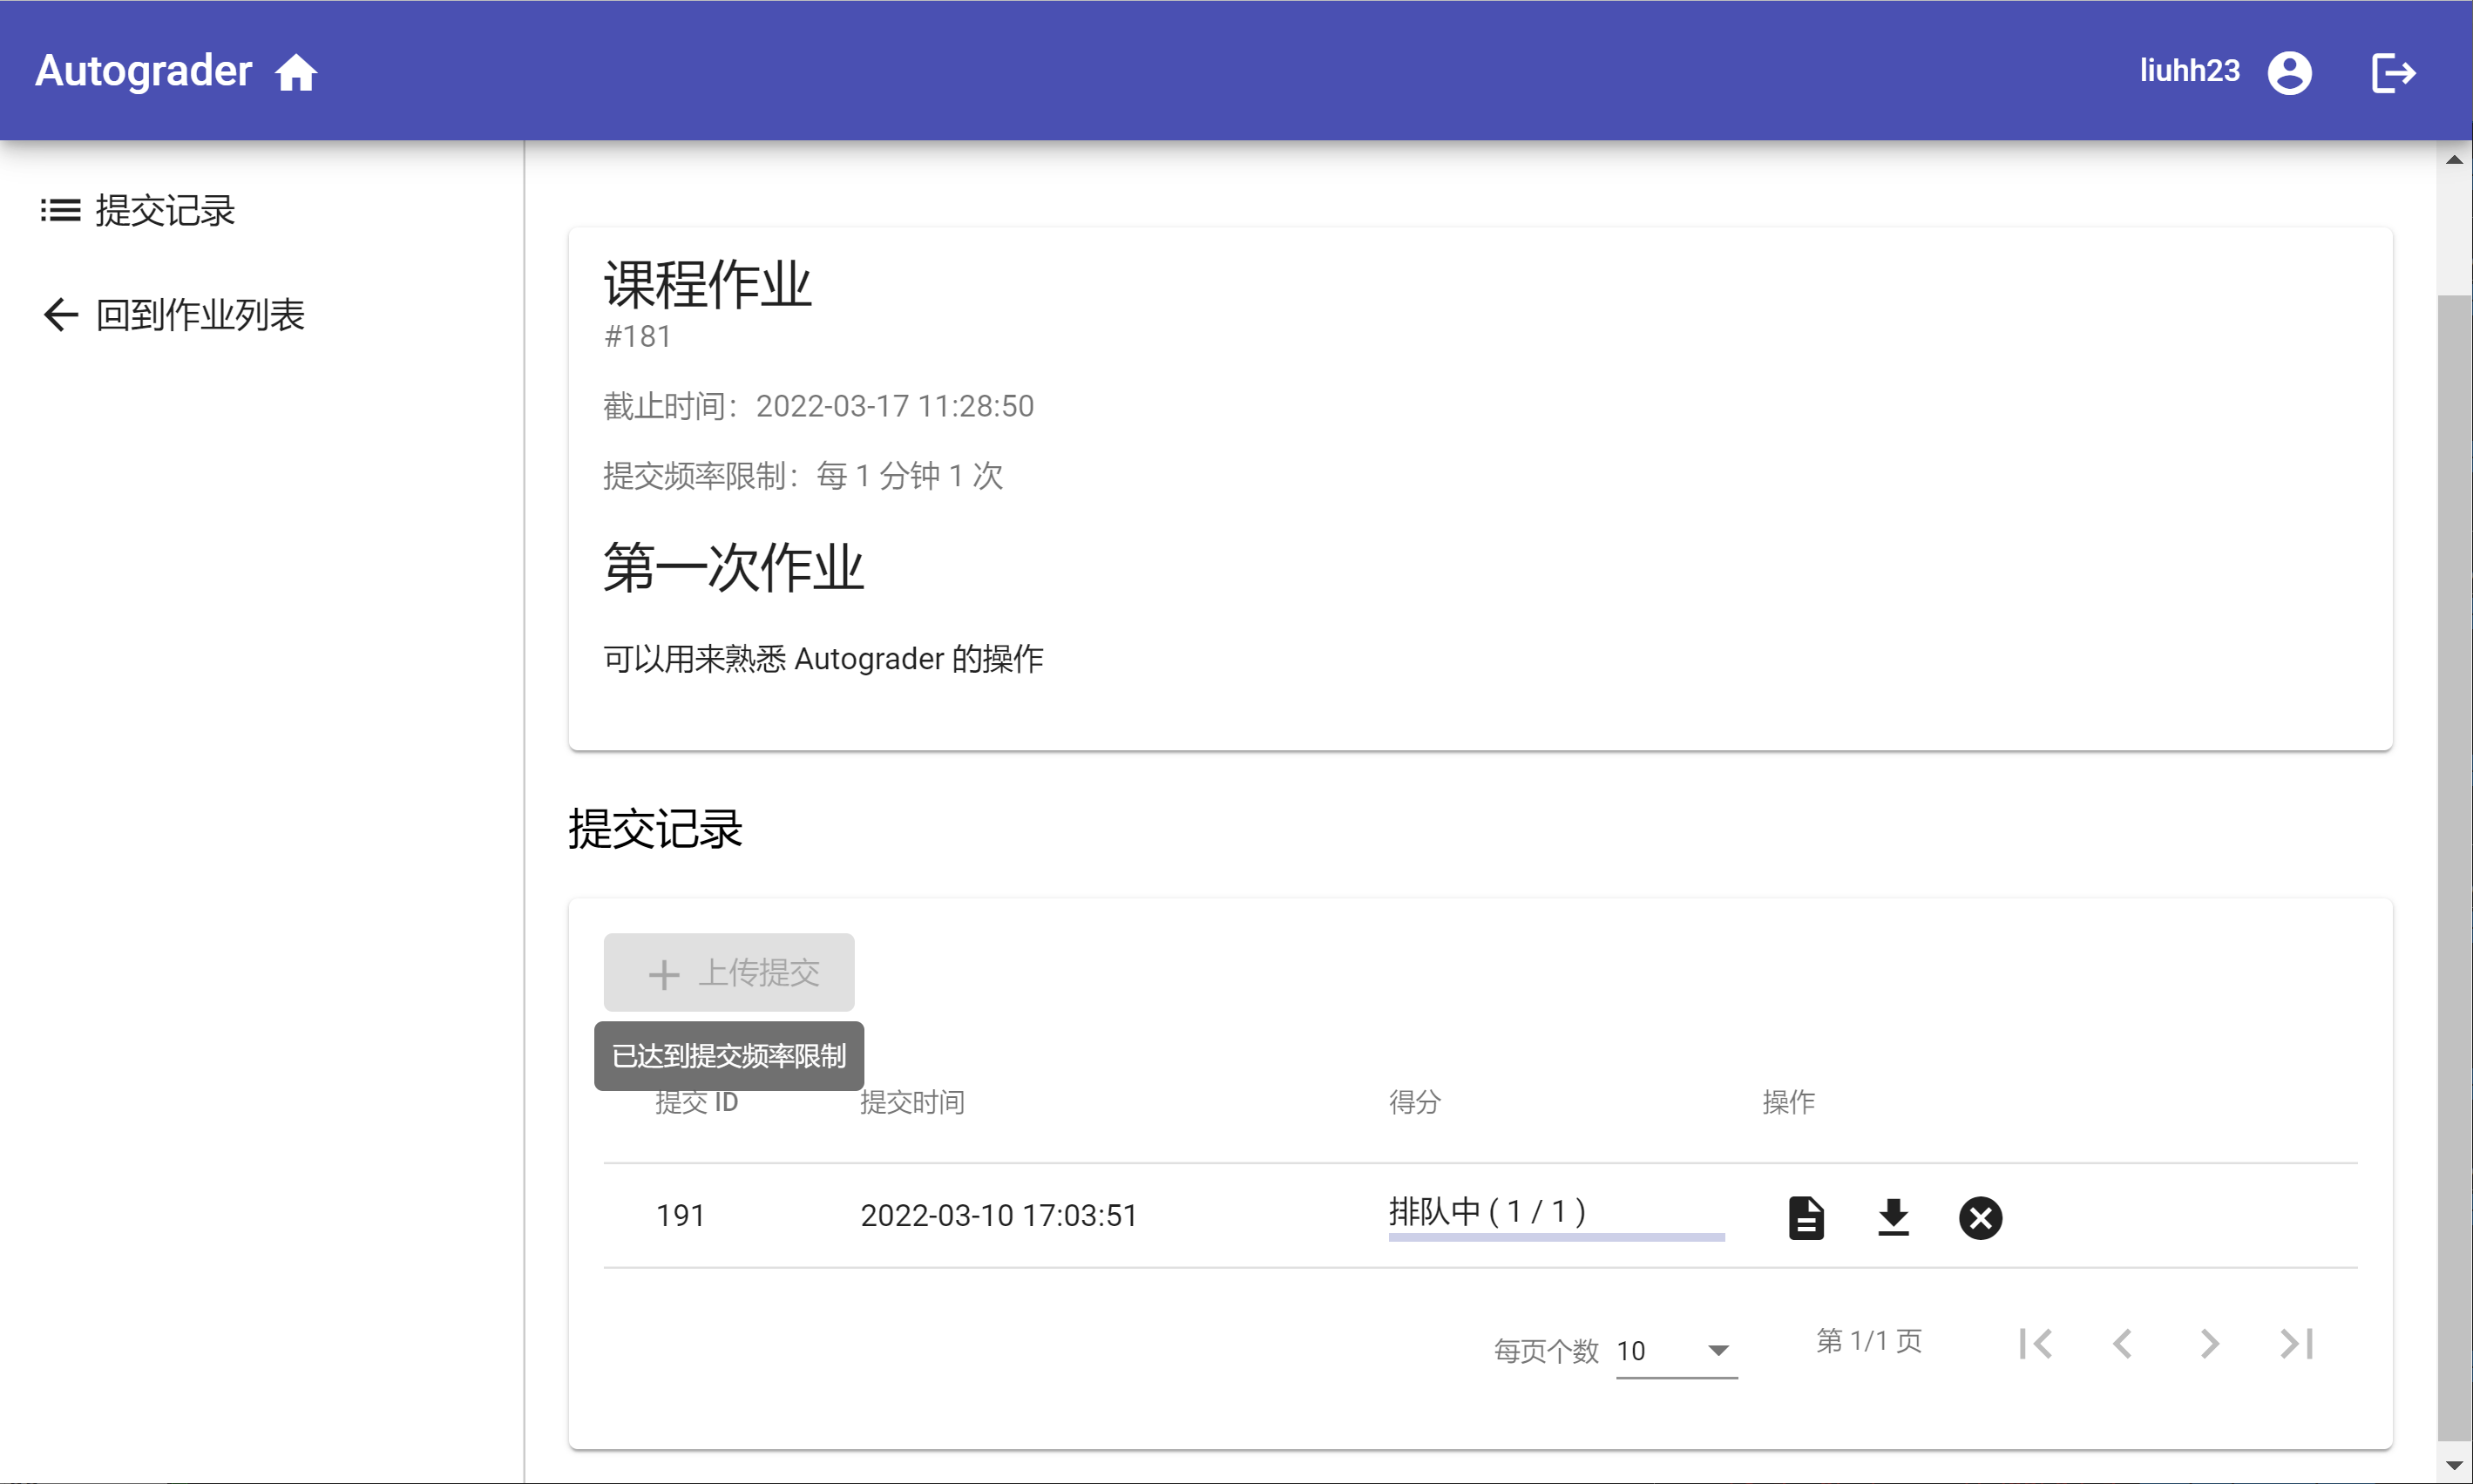 Autograder
liuhh23
提交记录
回到作业列表
课程作业
#181
截止时间：2022-03-17 11:28:50
提交频率限制：每 1 分钟 1 次
第一次作业
可以用来熟悉 Autograder 的操作
提交记录
上传提交
已达到提交频率限制
提交 ID 提交时间 得分 操作
191 2022-03-10 17:03:51 排队中 ( 1 / 1 )
每页个数 10 第 1/1 页